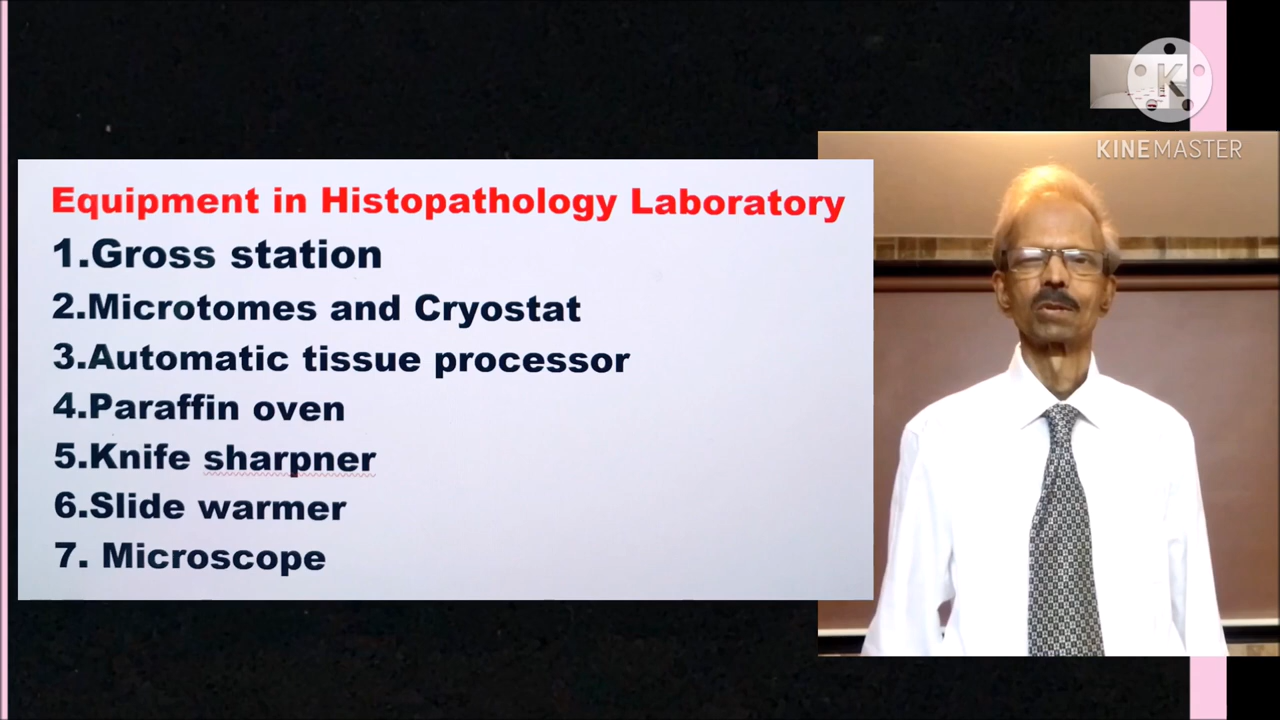 K
KINEMASTER
Equipment in Histopathology Laboratory
1.Gross station
2.Microtomes and Cryostat
3.Automatic tissue processor
4.Paraffin oven
5.Knife sharpner
6.Slide warmer
7. Microscope